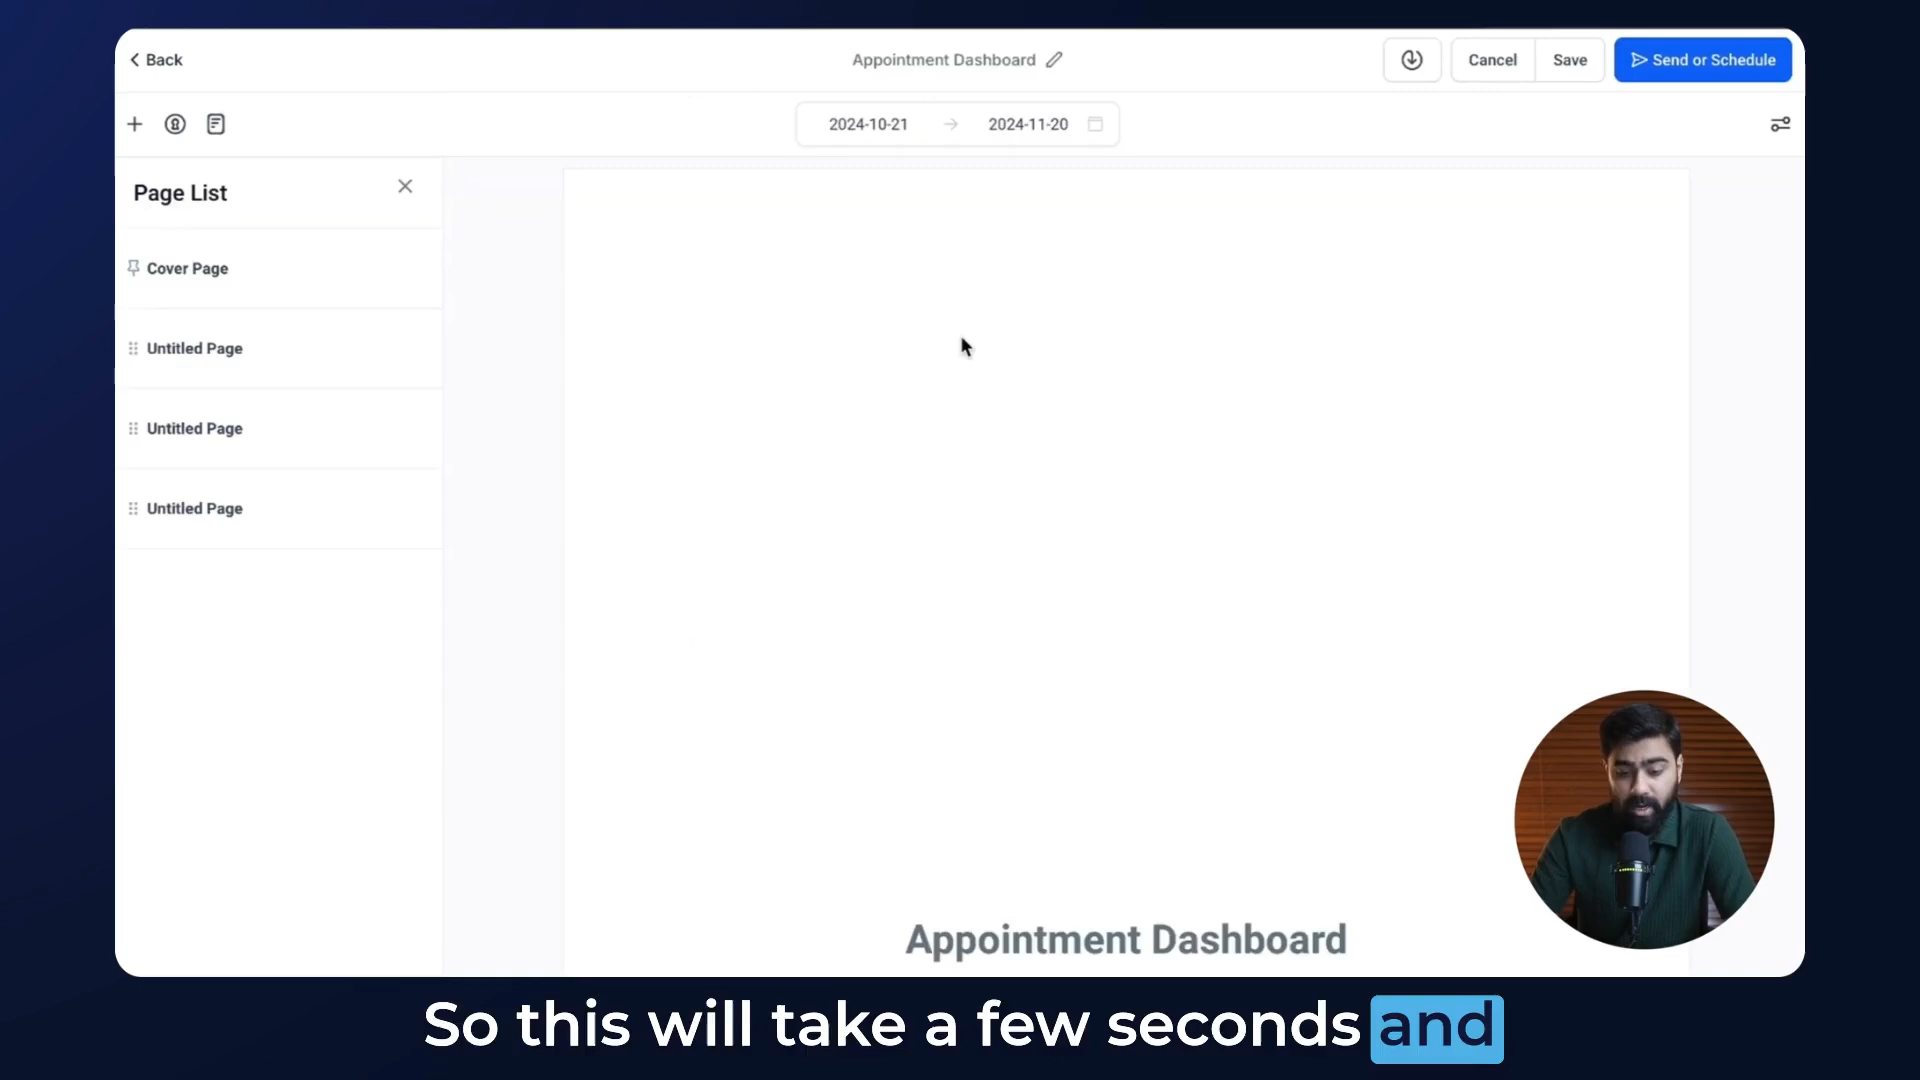 Back
Appointment Dashboard
Cancel
Save
Send or Schedule
2024-10-21
2024-11-20
Page List
Cover Page
Untitled Page
Untitled Page
Untitled Page
Appointment Dashboard
So this will take a few seconds and